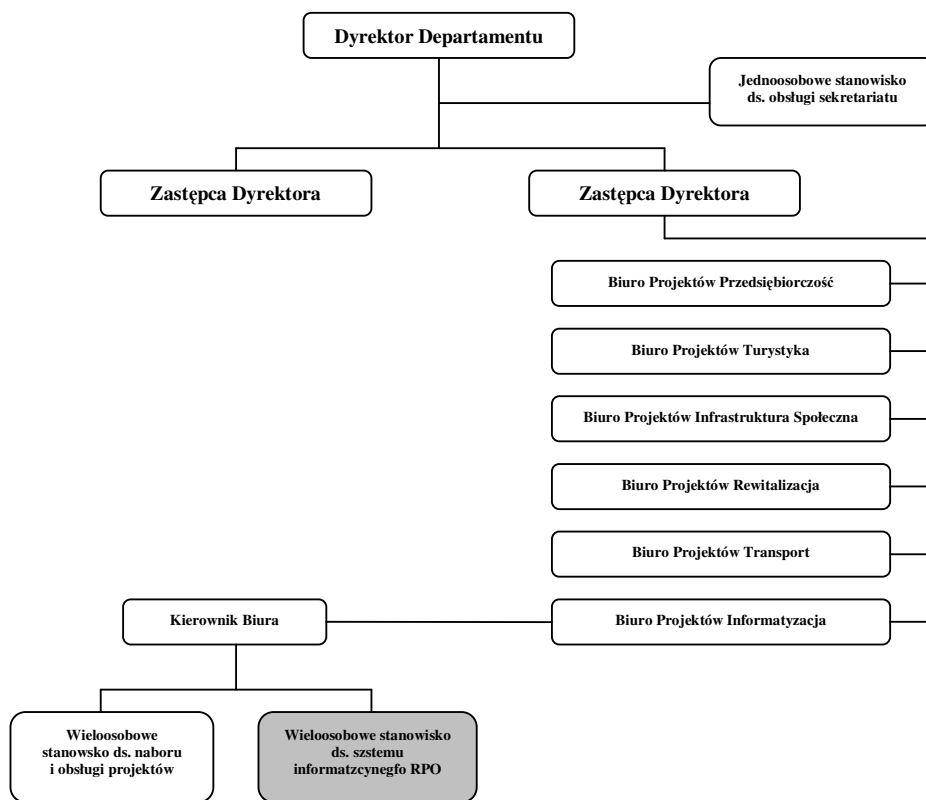 Dyrektor Departamentu
Jednoosobowe stanowisko
ds. obsługi sekretariatu
Zastępca Dyrektora
Zastępca Dyrektora
Biuro Projektów Przedsiębiorczość
Biuro Projektów Turystyka
Biuro Projektów Infrastruktura Społeczna
Biuro Projektów Rewitalizacja
Biuro Projektów Transport
Kierownik Biura
Biuro Projektów Informatyzacja
Wieloosobowe
stanowsko ds. naboru
i obsługi projektów
Wieloosobowe stanowisko
ds. szstemu
informatzcynegfo RPO